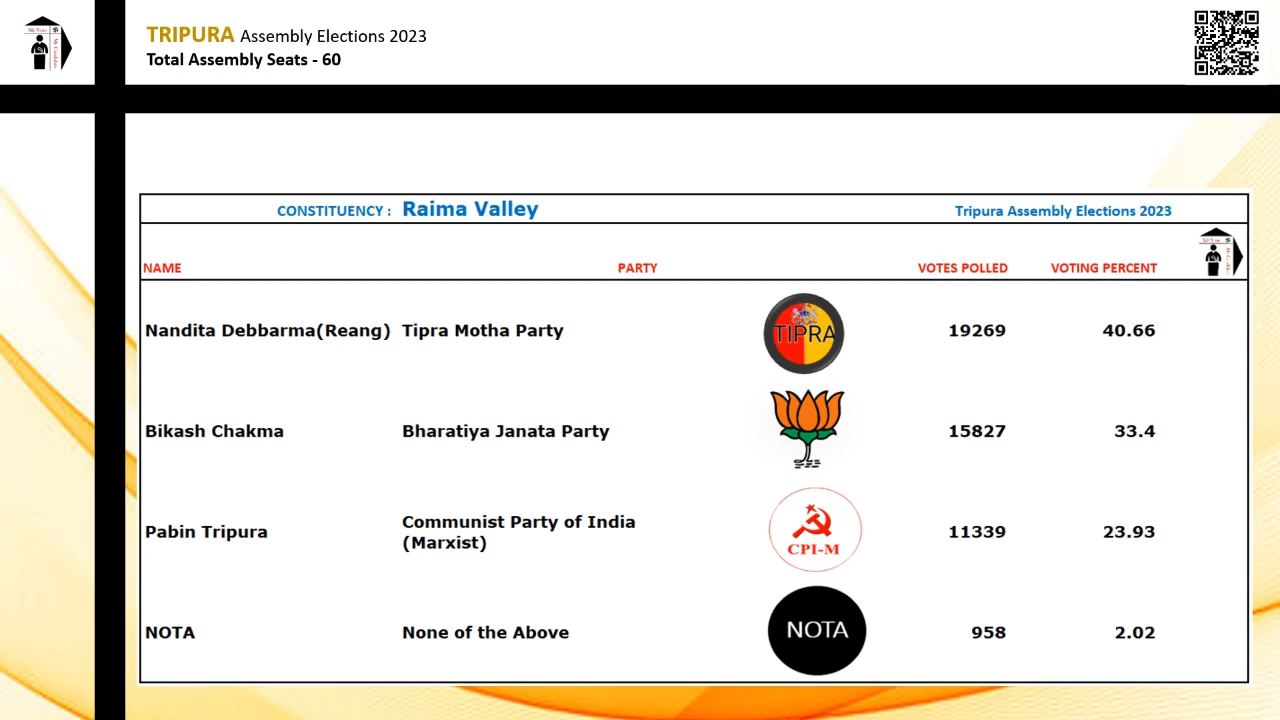 TRIPURA Assembly Elections 2023
Total Assembly Seats - 60
CONSTITUENCY : Raima Valley Tripura Assembly Elections 2023
NAME PARTY VOTES POLLED VOTING PERCENT
Nandita Debbarma(Reang) Tipra Motha Party TIPRA 19269 40.66
Bikash Chakma Bharatiya Janata Party 15827 33.4
Pabin Tripura Communist Party of India
(Marxist) CPI-M 11339 23.93
NOTA None of the Above NOTA 958 2.02